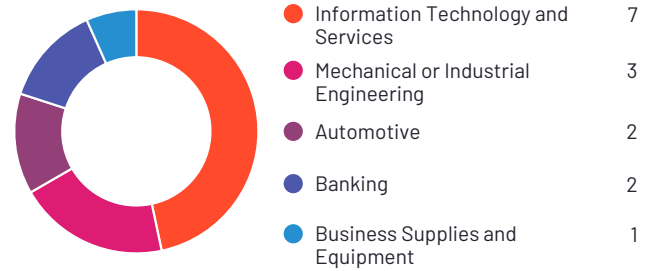 Information Technology and 7
Services
Mechanical or Industrial 3
Engineering
Automotive 2
Banking 2
Business Supplies and 1
Equipment